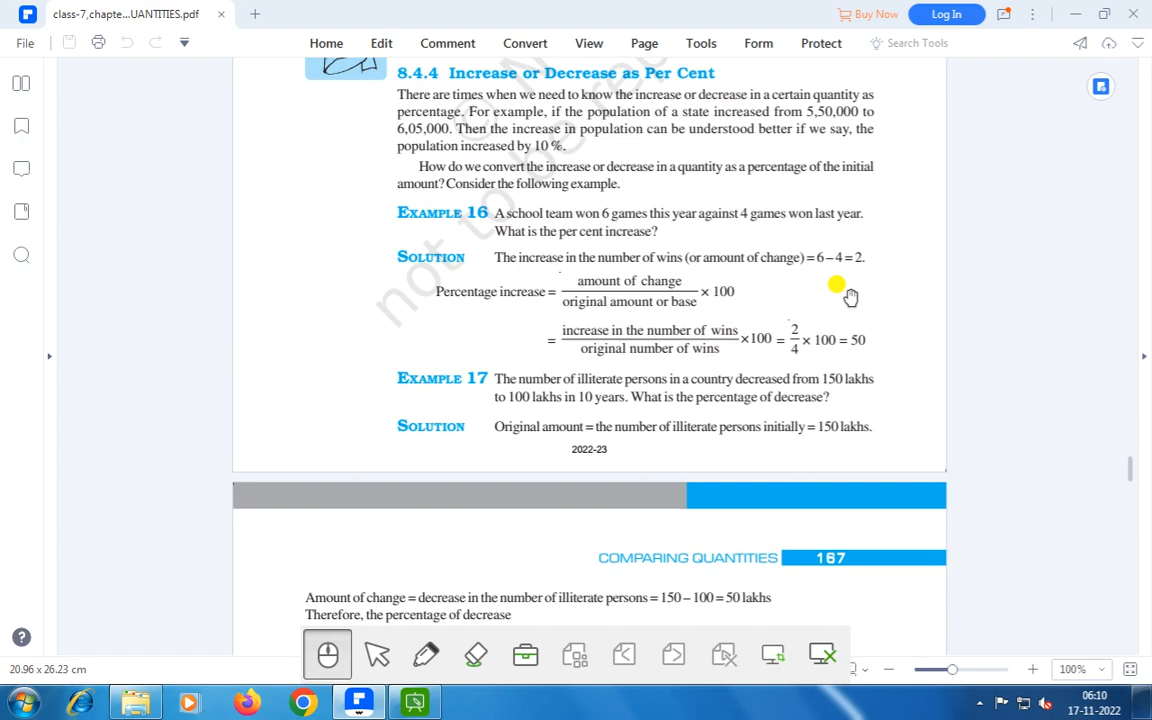 class-7,chapte...UANTITIES.pdf
Buy Now
Log In
File
Home
Edit
Comment
Convert
View
Page
Tools
Form
Protect
Search Tools
8.4.4 Increase or Decrease as Per Cent
There are times when we need to know the increase or decrease in a certain quantity as
percentage. For example, if the population of a state increased from 5,50,000 to
6,05,000. Then the increase in population can be understood better if we say, the
population increased by 10 %.
How do we convert the increase or decrease in a quantity as a percentage of the initial
amount? Consider the following example.
EXAMPLE 16 A school team won 6 games this year against 4 games won last year.
What is the per cent increase?
SOLUTION The increase in the number of wins (or amount of change) = 6 – 4 = 2.
Percentage increase = amount of change / original amount or base × 100
= increase in the number of wins / original number of wins ×100 = 2/4 × 100 = 50
EXAMPLE 17 The number of illiterate persons in a country decreased from 150 lakhs
to 100 lakhs in 10 years. What is the percentage of decrease?
SOLUTION Original amount = the number of illiterate persons initially = 150 lakhs.
2022-23
COMPARING QUANTITIES 167
Amount of change = decrease in the number of illiterate persons = 150 – 100 = 50 lakhs
Therefore, the percentage of decrease
20.96 x 26.23 cm
100%
06:10
17-11-2022
not to be re